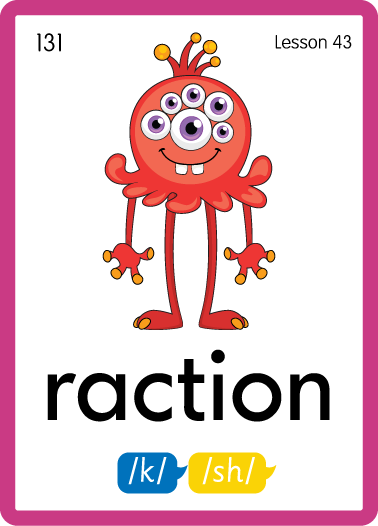 131
Lesson 43
raction
/k/ /sh/